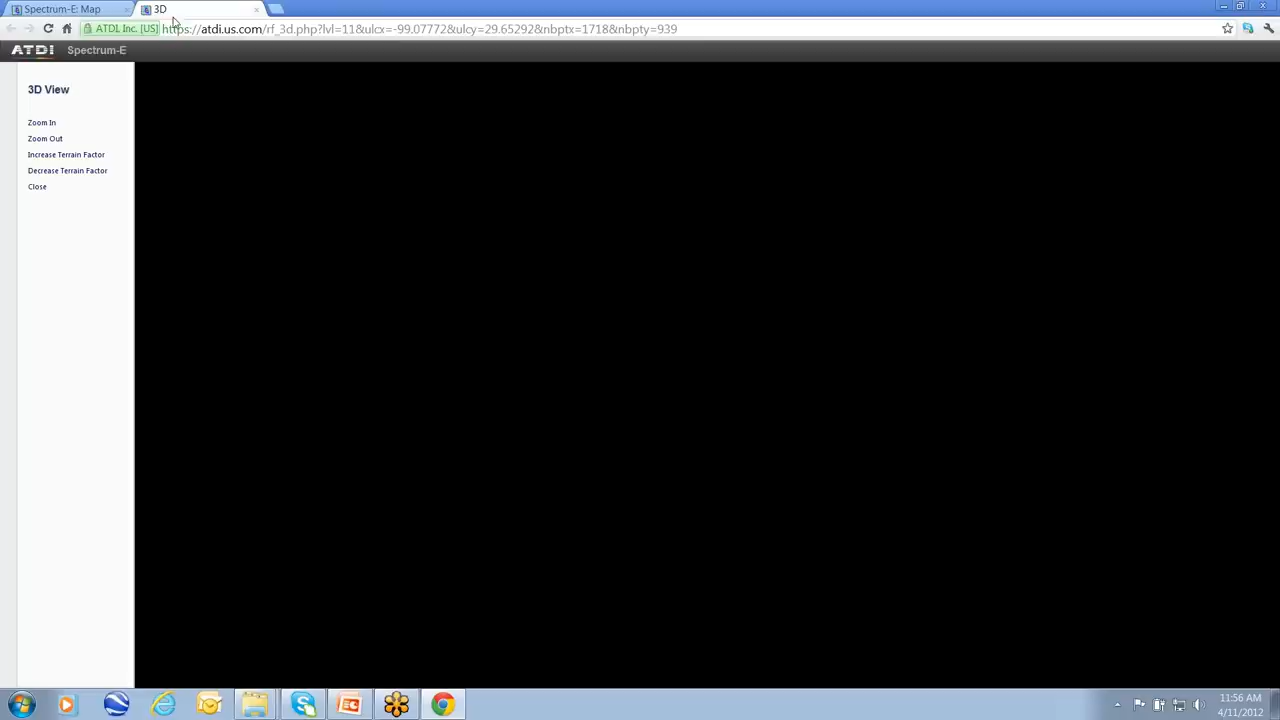 Spectrum-E: Map
3D
ATDI, Inc. [US]
https://atdi.us.com/rf_3d.php?lvl=11&ulcx=-99.07772&ulcy=29.65292&nbptx=1718&nbpty=939
ATDI Spectrum-E
3D View
Zoom In
Zoom Out
Increase Terrain Factor
Decrease Terrain Factor
Close
11:56 AM
4/11/2012